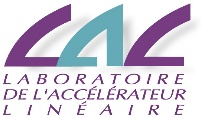 LAL
LABORATOIRE
DE L'ACCÉLÉRATEUR
LINÉAIRE